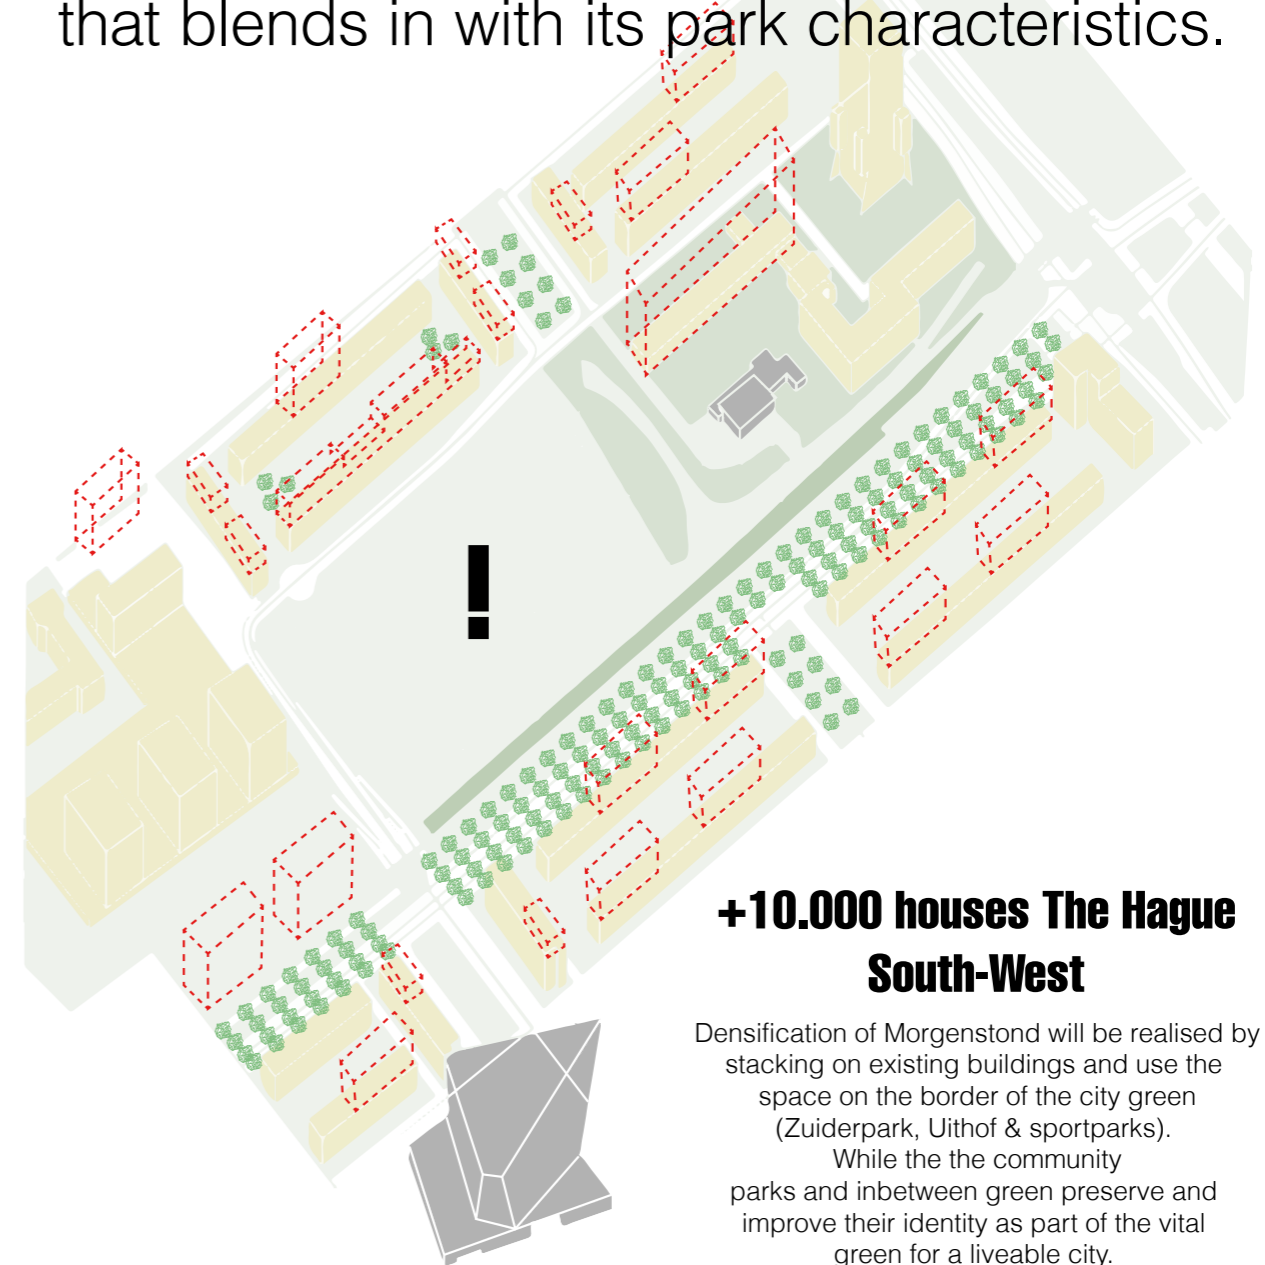 that blends in with its park characteristics.
!
+10.000 houses The Hague
South-West
Densification of Morgenstond will be realised by
stacking on existing buildings and use the
space on the border of the city green
(Zuiderpark, Uithof & sportparks).
While the the community
parks and inbetween green preserve and
improve their identity as part of the vital
green for a liveable city.